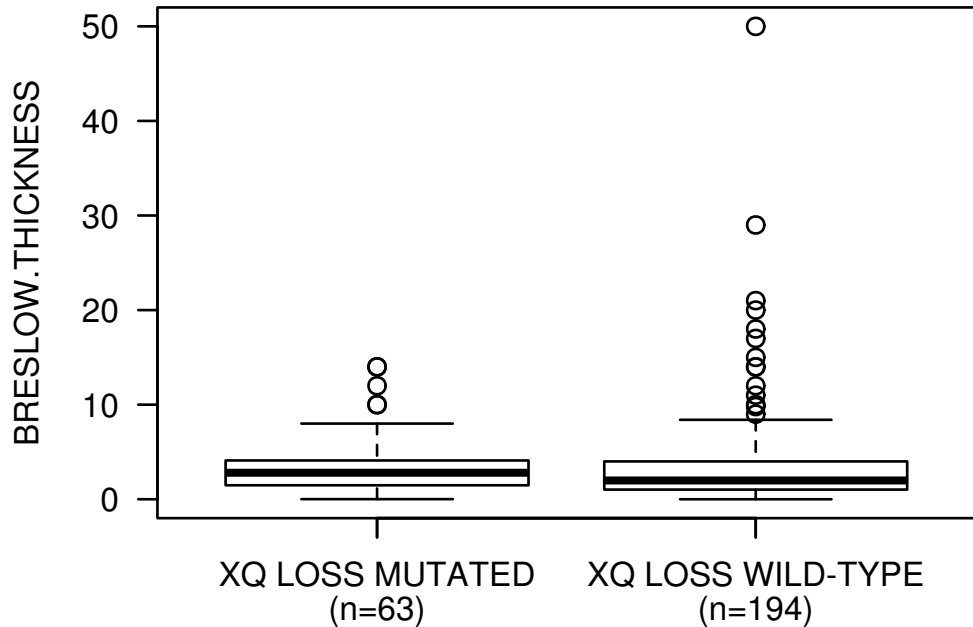 BRESLOW.THICKNESS
50
40
30
20
10
0
XQ LOSS MUTATED
(n=63)
XQ LOSS WILD-TYPE
(n=194)